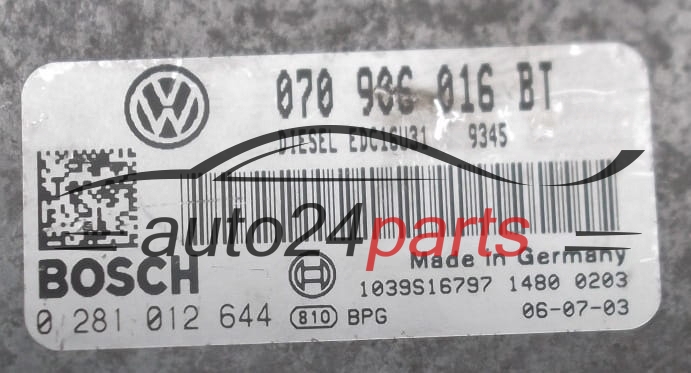 070 906 016 BT
DIESEL EDC16U31 9345
auto24parts
Made in Germany
BOSCH
1039S16797 1480 0203
0 281 012 644 810 BPG 06-07-03